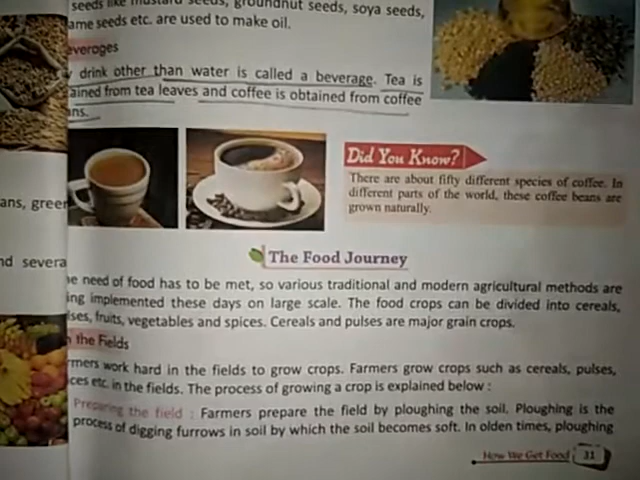 seeds like mustard seeds, groundnut seeds, soya seeds,
ame seeds etc. are used to make oil.
everages
drink other than water is called a beverage. Tea is
ained from tea leaves and coffee is obtained from coffee
ns.
Did You Know?
There are about fifty different species of coffee. In
different parts of the world, these coffee beans are
grown naturally.
ans, green
nd severa
The Food Journey
e need of food has to be met, so various traditional and modern agricultural methods are
ing implemented these days on large scale. The food crops can be divided into cereals,
lses, fruits, vegetables and spices. Cereals and pulses are major grain crops.
the Fields
rmers work hard in the fields to grow crops. Farmers grow crops such as cereals, pulses,
ces etc. in the fields. The process of growing a crop is explained below :
Preparing the field : Farmers prepare the field by ploughing the soil. Ploughing is the
process of digging furrows in soil by which the soil becomes soft. In olden times, ploughing
How We Get Food 31